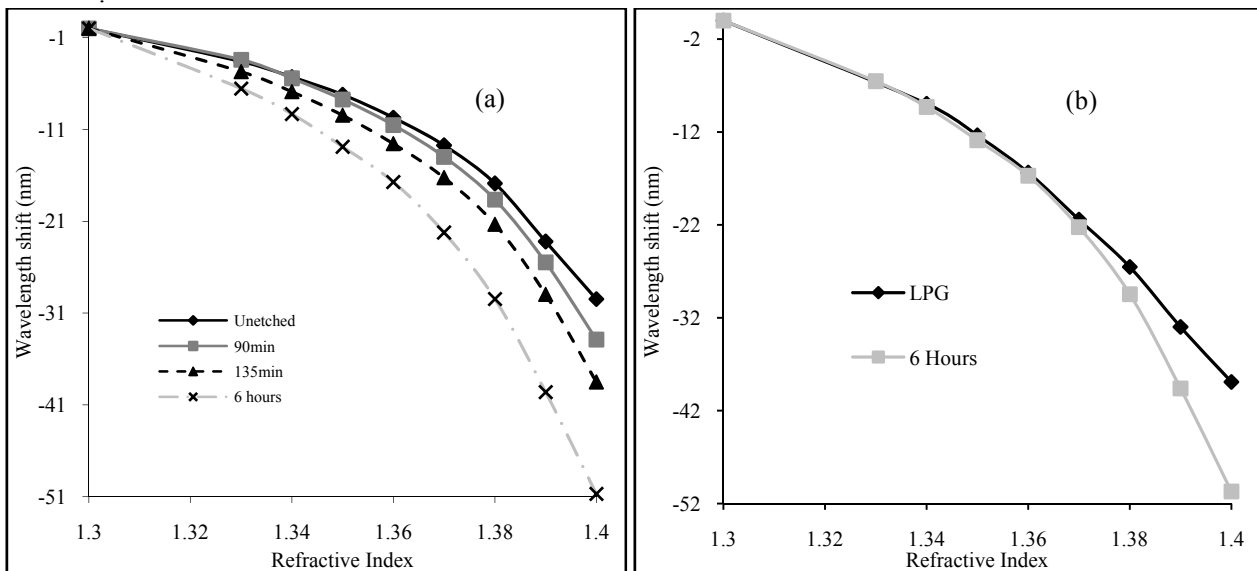 (a)
Wavelength shift (nm)
-1
-11
-21
-31
-41
-51
Unetched
90min
135min
6 hours
1.3
1.32
1.34
1.36
1.38
1.4
Refractive Index
(b)
Wavelength shift (nm)
-2
-12
-22
-32
-42
-52
LPG
6 Hours
1.3
1.32
1.34
1.36
1.38
1.4
Refractive Index